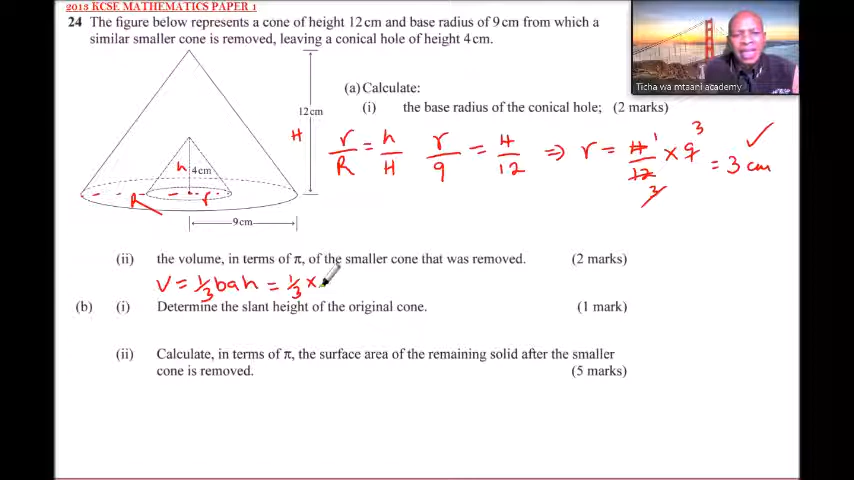 2013 KCSE MATHEMATICS PAPER 1
24 The figure below represents a cone of height 12 cm and base radius of 9 cm from which a
similar smaller cone is removed, leaving a conical hole of height 4 cm.
Ticha wa mtaani academy
(a) Calculate:
(i) the base radius of the conical hole; (2 marks)
12cm
H
h
4cm
R
r
9cm
r/R = h/H r/9 = 4/12 ⇒ r = 4/12 × 9 = 3 cm ✓
1 3
3
(ii) the volume, in terms of π, of the smaller cone that was removed. (2 marks)
V = 1/3 bah = 1/3 ×
(b) (i) Determine the slant height of the original cone. (1 mark)
(ii) Calculate, in terms of π, the surface area of the remaining solid after the smaller
cone is removed. (5 marks)